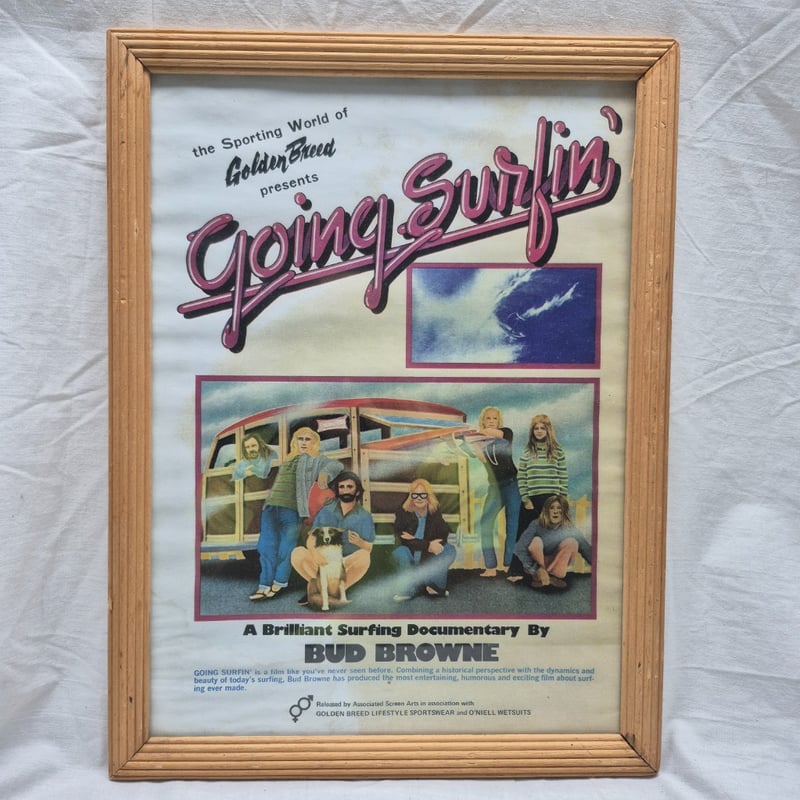 the Sporting World of
Golden Breed
presents
Going Surfin'
A Brilliant Surfing Documentary By
BUD BROWNE
GOING SURFIN' is a film like you've never seen before. Combining a historical perspective with the dynamics and
beauty of today's surfing, Bud Browne has produced the most entertaining, humorous and exciting film about surf-
ing ever made.
Released by Associated Screen Arts in association with
GOLDEN BREED LIFESTYLE SPORTSWEAR and O'NIELL WETSUITS